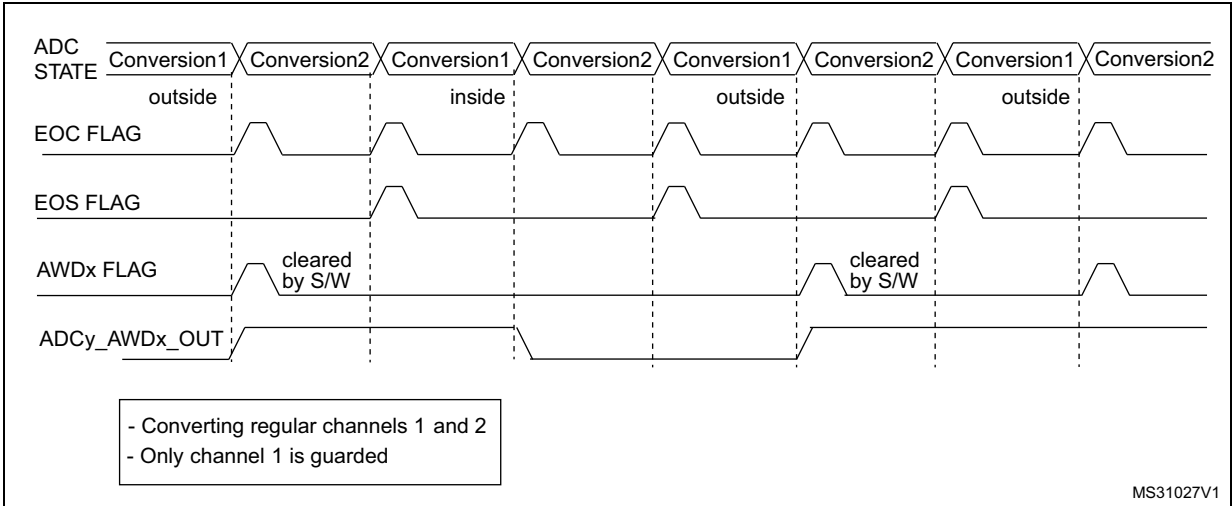 ADC
STATE
Conversion1 Conversion2 Conversion1 Conversion2 Conversion1 Conversion2 Conversion1 Conversion2
outside inside outside outside
EOC FLAG
EOS FLAG
AWDx FLAG
cleared
by S/W
cleared
by S/W
ADCy_AWDx_OUT
- Converting regular channels 1 and 2
- Only channel 1 is guarded
MS31027V1